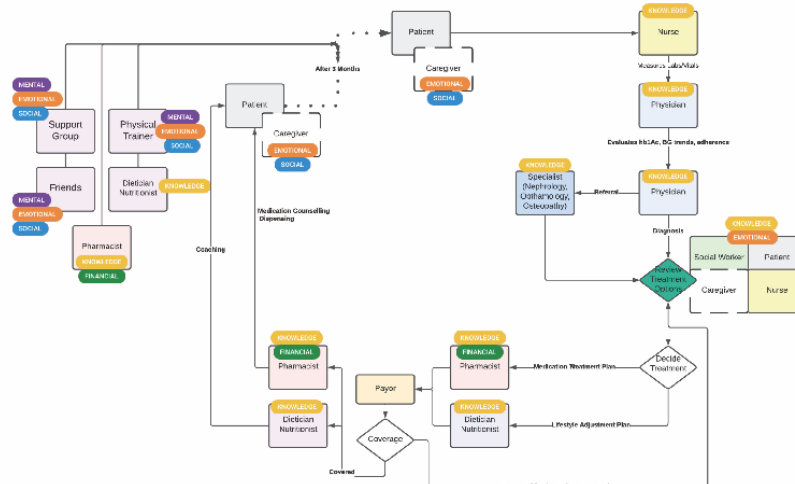 KNOWLEDGE
Patient
Nurse
Caregiver
EMOTIONAL
SOCIAL
Measures Labs/Vitals
After 3 Months
KNOWLEDGE
Physician
Evaluates hb1Ac, BG trends, adherence
MENTAL
EMOTIONAL
SOCIAL
Support
Group
Physical
Trainer
MENTAL
EMOTIONAL
SOCIAL
Patient
Caregiver
EMOTIONAL
SOCIAL
KNOWLEDGE
Specialist
(Nephrology,
Osteopathy)
Referral
KNOWLEDGE
Physician
Diagnosis
MENTAL
EMOTIONAL
SOCIAL
Friends
Dietician
Nutritionist
KNOWLEDGE
Pharmacist
KNOWLEDGE
FINANCIAL
Coaching
Medication Counselling
Dispensing
KNOWLEDGE
EMOTIONAL
Social Worker
Patient
Caregiver
Nurse
Review
Treatment
Options
KNOWLEDGE
FINANCIAL
Pharmacist
KNOWLEDGE
FINANCIAL
Pharmacist
Medication Treatment Plan
Decide
Treatment
Payor
KNOWLEDGE
Dietician
Nutritionist
Coverage
KNOWLEDGE
Dietician
Nutritionist
Lifestyle Adjustment Plan
Covered